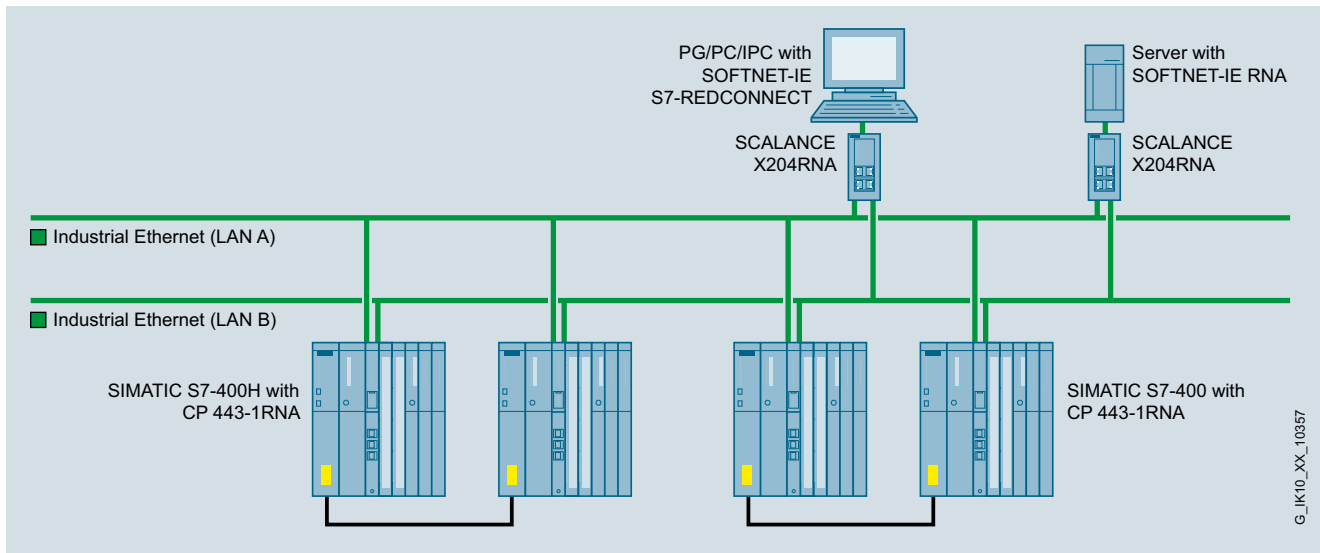 PG/PC/IPC with
SOFTNET-IE
S7-REDCONNECT
Server with
SOFTNET-IE RNA
SCALANCE
X204RNA
SCALANCE
X204RNA
Industrial Ethernet (LAN A)
Industrial Ethernet (LAN B)
SIMATIC S7-400H with
CP 443-1RNA
SIMATIC S7-400 with
CP 443-1RNA
G_IK10_XX_10357